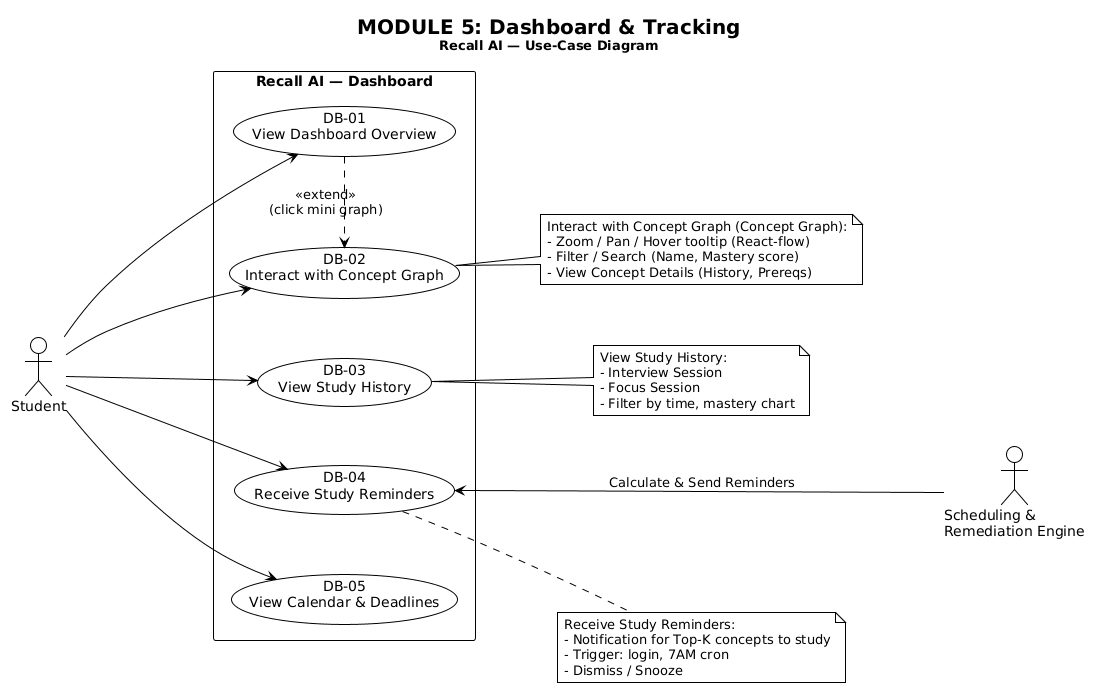 MODULE 5: Dashboard & Tracking
Recall AI — Use-Case Diagram
Recall AI — Dashboard
DB-01
View Dashboard Overview
«extend»
(click mini graph)
DB-02
Interact with Concept Graph
Interact with Concept Graph (Concept Graph):
- Zoom / Pan / Hover tooltip (React-flow)
- Filter / Search (Name, Mastery score)
- View Concept Details (History, Prereqs)
DB-03
View Study History
View Study History:
- Interview Session
- Focus Session
- Filter by time, mastery chart
Student
DB-04
Receive Study Reminders
Calculate & Send Reminders
Scheduling &
Remediation Engine
DB-05
View Calendar & Deadlines
Receive Study Reminders:
- Notification for Top-K concepts to study
- Trigger: login, 7AM cron
- Dismiss / Snooze